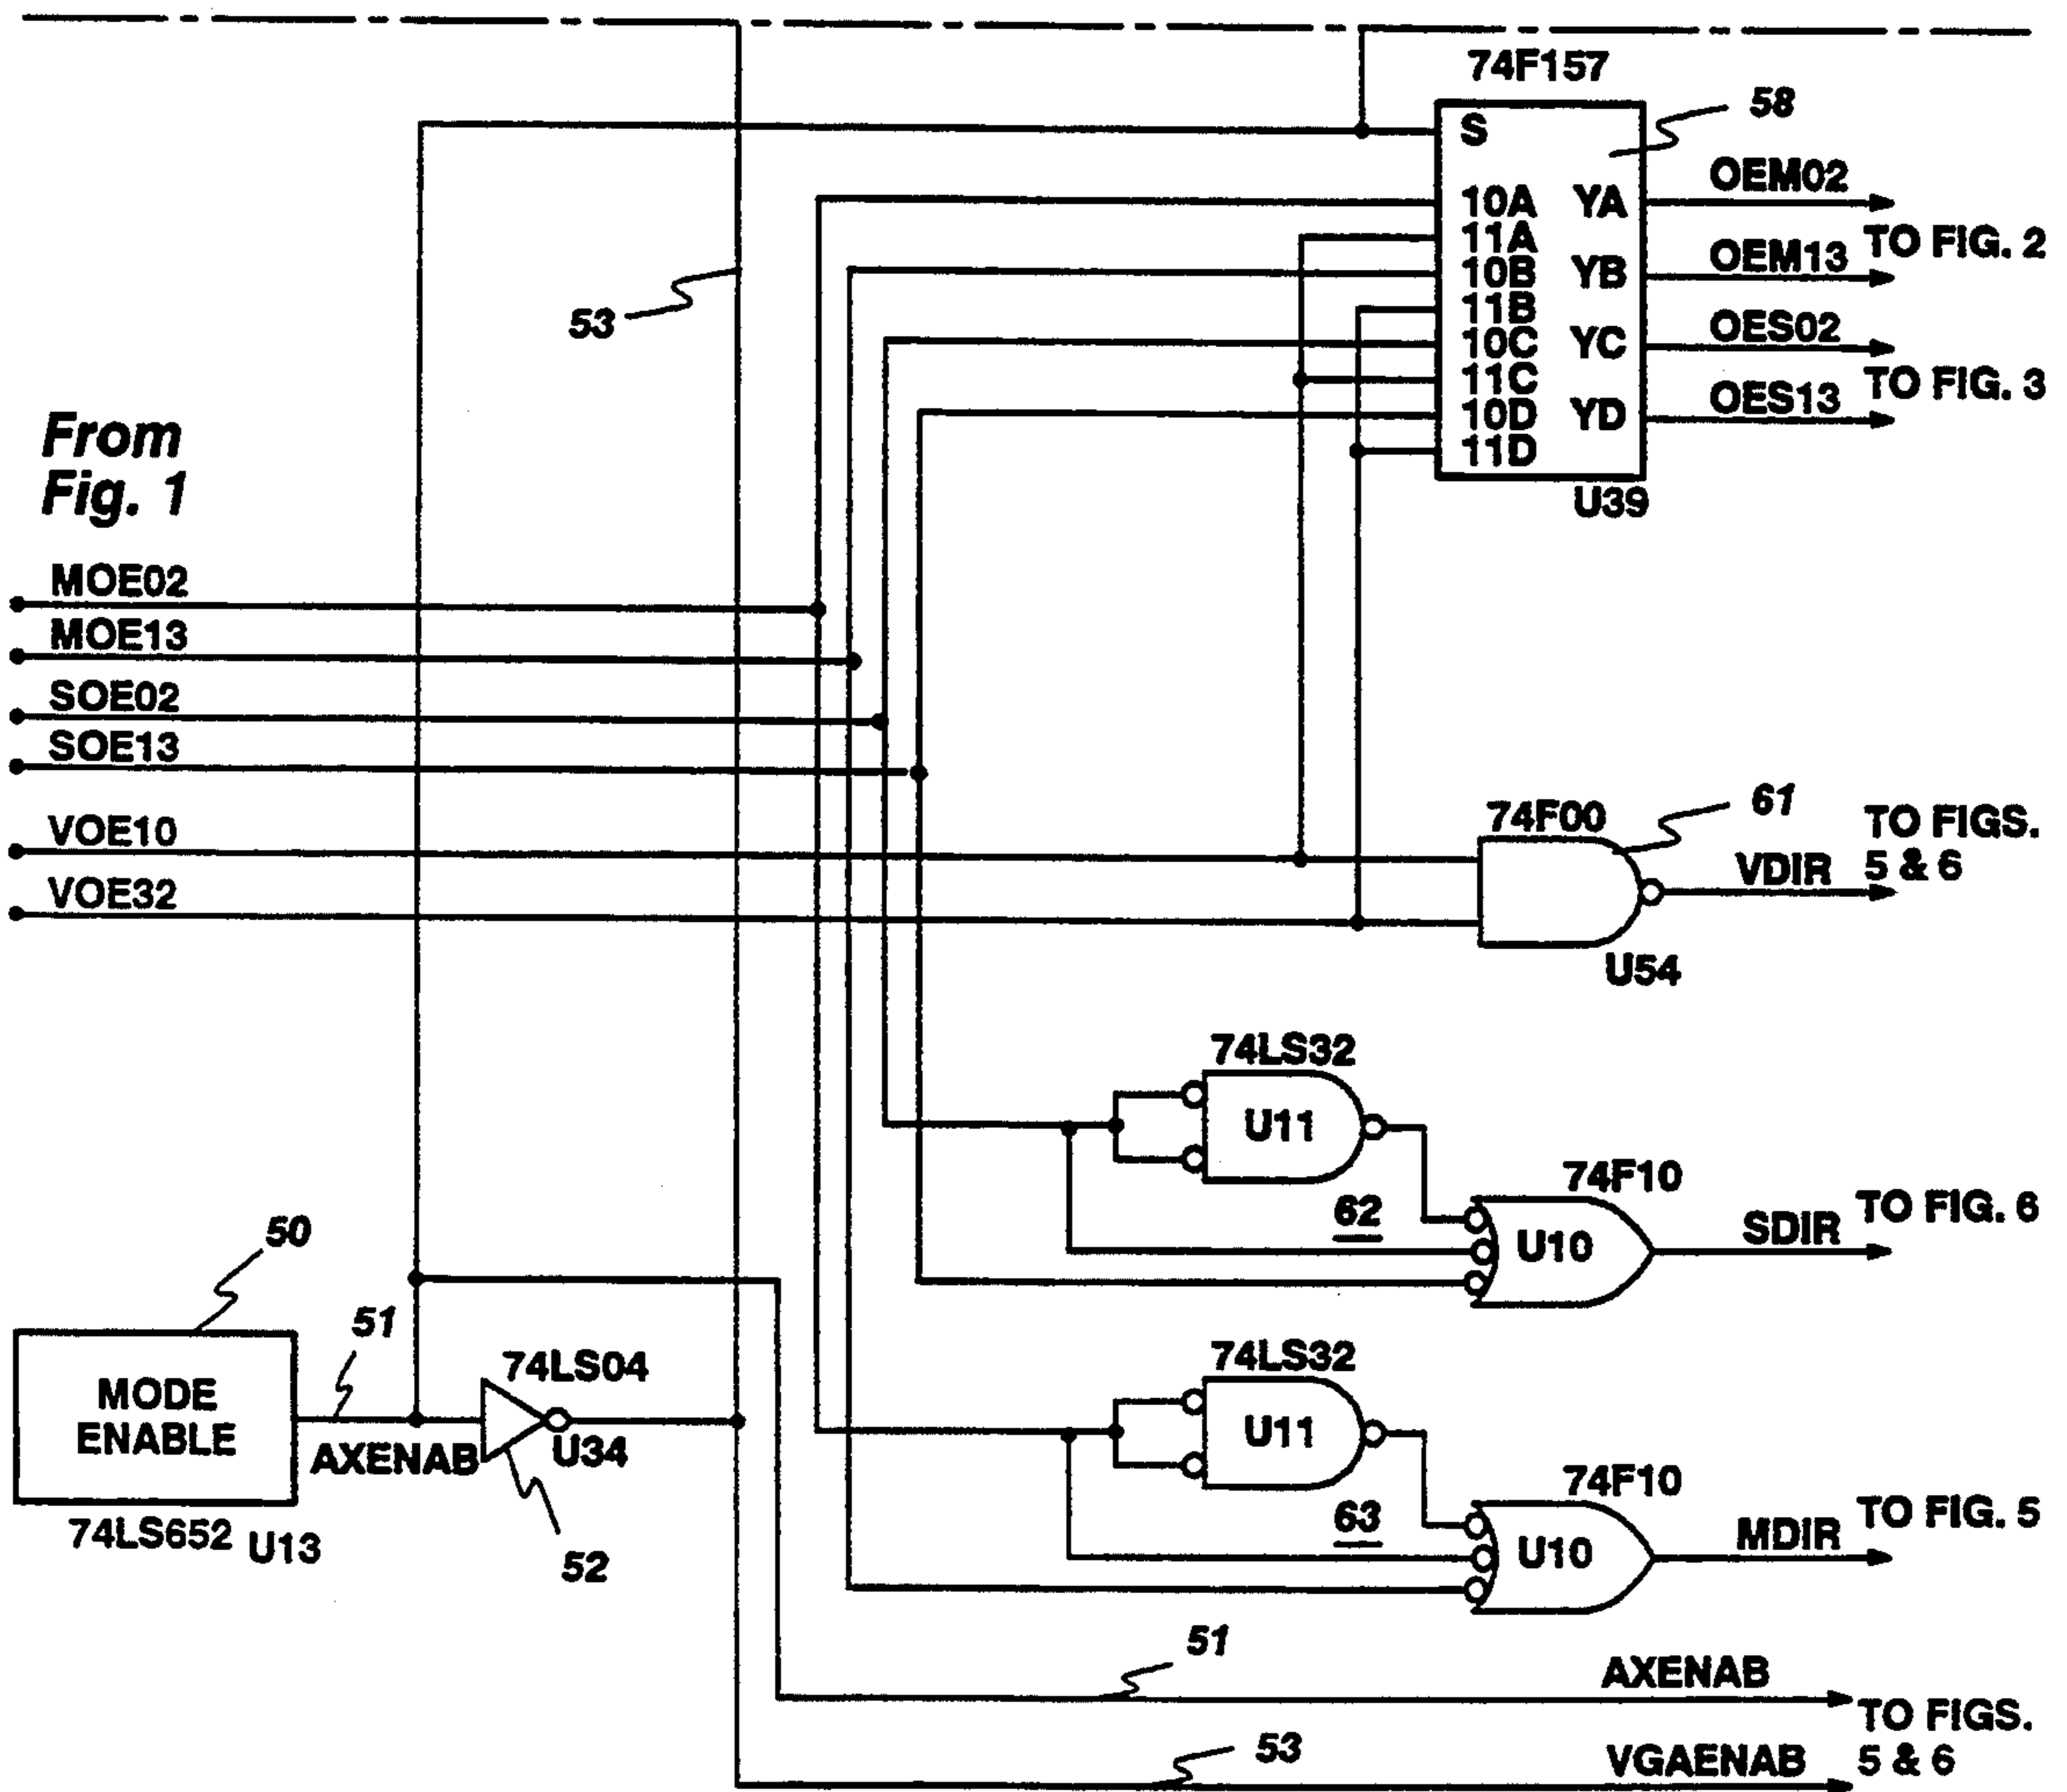 74F157
58
S
10A YA
OEM02
11A
TO FIG. 2
10B YB
OEM13
11B
53
10C YC
OES02
11C
TO FIG. 3
10D YD
OES13
11D
U39
From
Fig. 1
MOE02
MOE13
SOE02
SOE13
VOE10
VOE32
74F00
61
TO FIGS.
5 & 6
VDIR
U54
74LS32
U11
62
74F10
U10
SDIR
TO FIG. 6
50
51
MODE
ENABLE
AXENAB
74LS652 U13
74LS04
U34
52
74LS32
U11
63
74F10
U10
MDIR
TO FIG. 5
51
AXENAB
TO FIGS.
5 & 6
53
VGAENAB